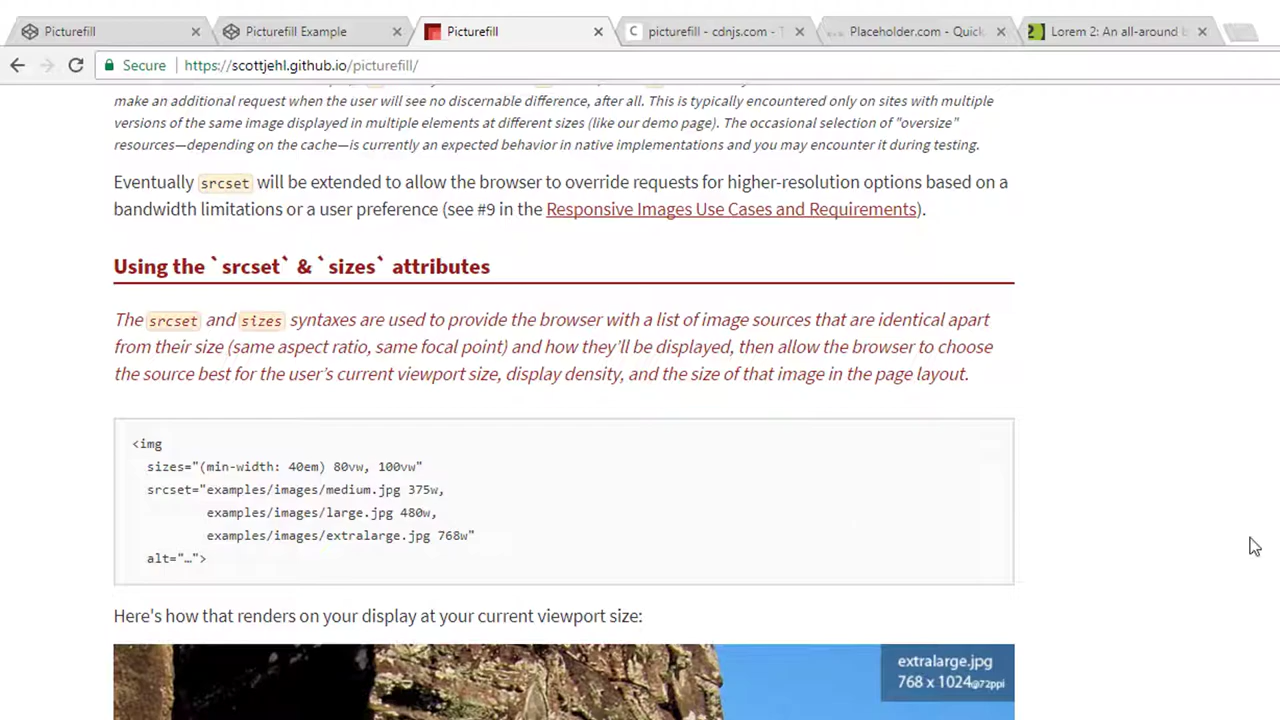 Picturefill
Picturefill Example
Picturefill
picturefill - cdnjs.com - T
Placeholder.com - Quick
Lorem 2: An all-around b
Secure https://scottjehl.github.io/picturefill/
make an additional request when the user will see no discernable difference, after all. This is typically encountered only on sites with multiple
versions of the same image displayed in multiple elements at different sizes (like our demo page). The occasional selection of "oversize"
resources—depending on the cache—is currently an expected behavior in native implementations and you may encounter it during testing.
Eventually srcset will be extended to allow the browser to override requests for higher-resolution options based on a
bandwidth limitations or a user preference (see #9 in the Responsive Images Use Cases and Requirements).
Using the `srcset` & `sizes` attributes
The srcset and sizes syntaxes are used to provide the browser with a list of image sources that are identical apart
from their size (same aspect ratio, same focal point) and how they’ll be displayed, then allow the browser to choose
the source best for the user’s current viewport size, display density, and the size of that image in the page layout.
<img
sizes="(min-width: 40em) 80vw, 100vw"
srcset="examples/images/medium.jpg 375w,
examples/images/large.jpg 480w,
examples/images/extralarge.jpg 768w"
alt="…">
Here's how that renders on your display at your current viewport size:
extralarge.jpg
768 x 1024@72ppi